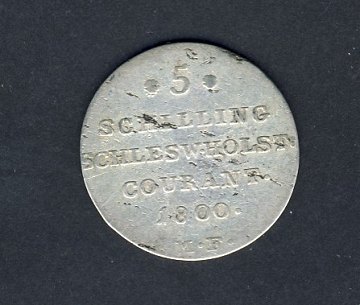 · 5 ·
SCHILLING
SCHLESW.HOLST.
COURANT.
1800.
M.F.